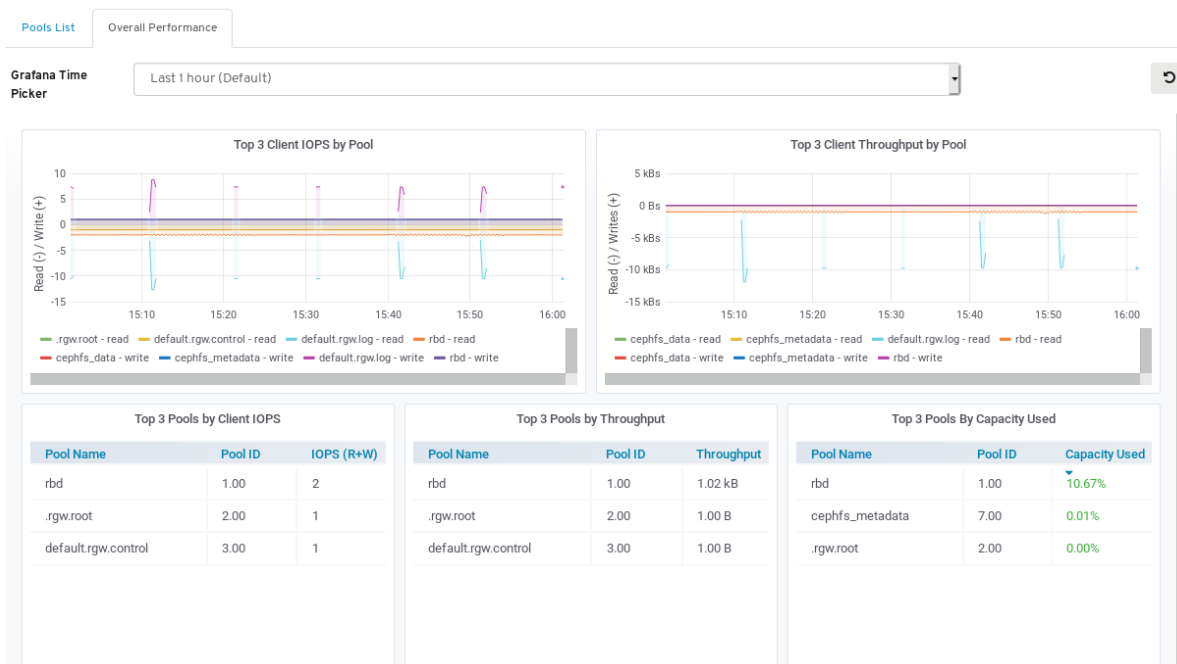 Pools List Overall Performance
Grafana Time Picker
Last 1 hour (Default)
Top 3 Client IOPS by Pool
Read (-) / Write (+)
10
5
0
-5
-10
-15
15:10 15:20 15:30 15:40 15:50 16:00
.rgw.root - read default.rgw.control - read default.rgw.log - read rbd - read
cephfs_data - write cephfs_metadata - write default.rgw.log - write rbd - write
Top 3 Client Throughput by Pool
Read (-) / Writes (+)
5 kBs
0 Bs
-5 kBs
-10 kBs
-15 kBs
15:10 15:20 15:30 15:40 15:50 16:00
cephfs_data - read cephfs_metadata - read default.rgw.log - read rbd - read
cephfs_data - write cephfs_metadata - write rbd - write
Top 3 Pools by Client IOPS
Pool Name Pool ID IOPS (R+W)
rbd 1.00 2
.rgw.root 2.00 1
default.rgw.control 3.00 1
Top 3 Pools by Throughput
Pool Name Pool ID Throughput
rbd 1.00 1.02 kB
.rgw.root 2.00 1.00 B
default.rgw.control 3.00 1.00 B
Top 3 Pools By Capacity Used
Pool Name Pool ID Capacity Used
rbd 1.00 10.67%
cephfs_metadata 7.00 0.01%
.rgw.root 2.00 0.00%